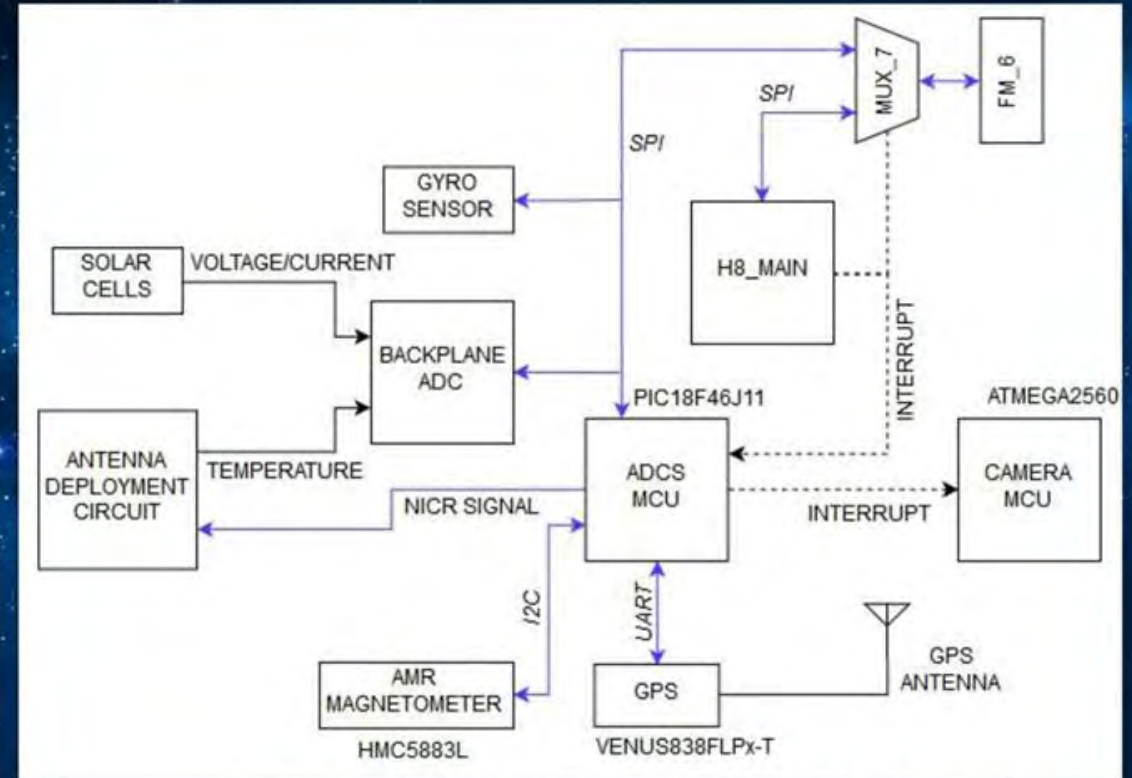 MUX_7
FM_6
SPI
SPI
GYRO
SENSOR
SOLAR
CELLS
VOLTAGE/CURRENT
H8_MAIN
BACKPLANE
ADC
INTERRUPT
PIC18F46J11
ATMEGA2560
ANTENNA
DEPLOYMENT
CIRCUIT
TEMPERATURE
ADCS
MCU
CAMERA
MCU
NICR SIGNAL
INTERRUPT
I2C
UART
AMR
MAGNETOMETER
HMC5883L
GPS
VENUS838FLPx-T
GPS
ANTENNA